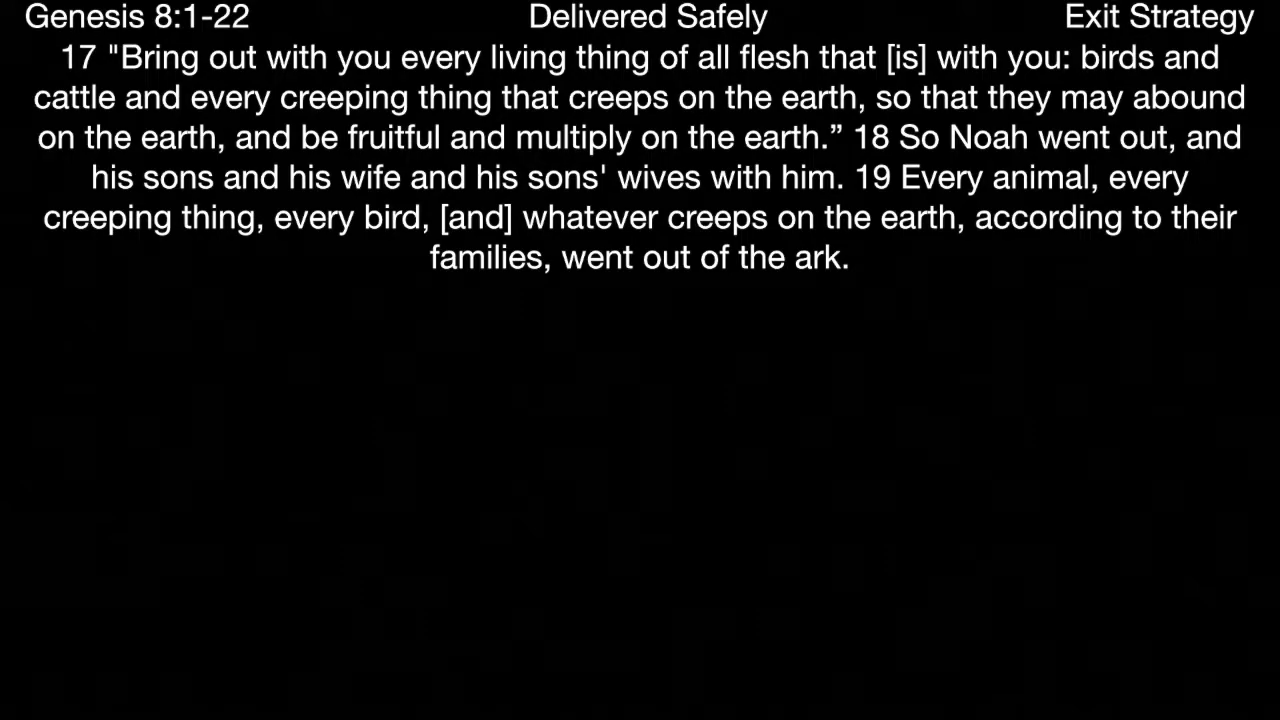 Genesis 8:1-22 Delivered Safely Exit Strategy
17 "Bring out with you every living thing of all flesh that [is] with you: birds and
cattle and every creeping thing that creeps on the earth, so that they may abound
on the earth, and be fruitful and multiply on the earth.” 18 So Noah went out, and
his sons and his wife and his sons' wives with him. 19 Every animal, every
creeping thing, every bird, [and] whatever creeps on the earth, according to their
families, went out of the ark.